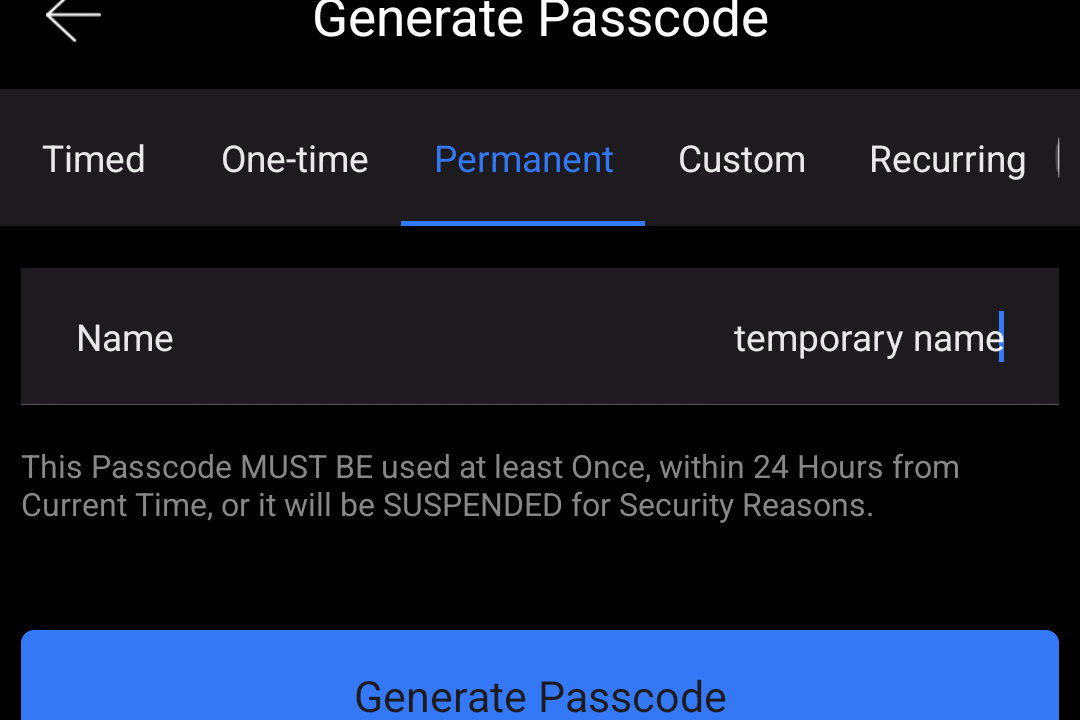 Generate Passcode
Timed One-time Permanent Custom Recurring
Name temporary name
This Passcode MUST BE used at least Once, within 24 Hours from
Current Time, or it will be SUSPENDED for Security Reasons.
Generate Passcode